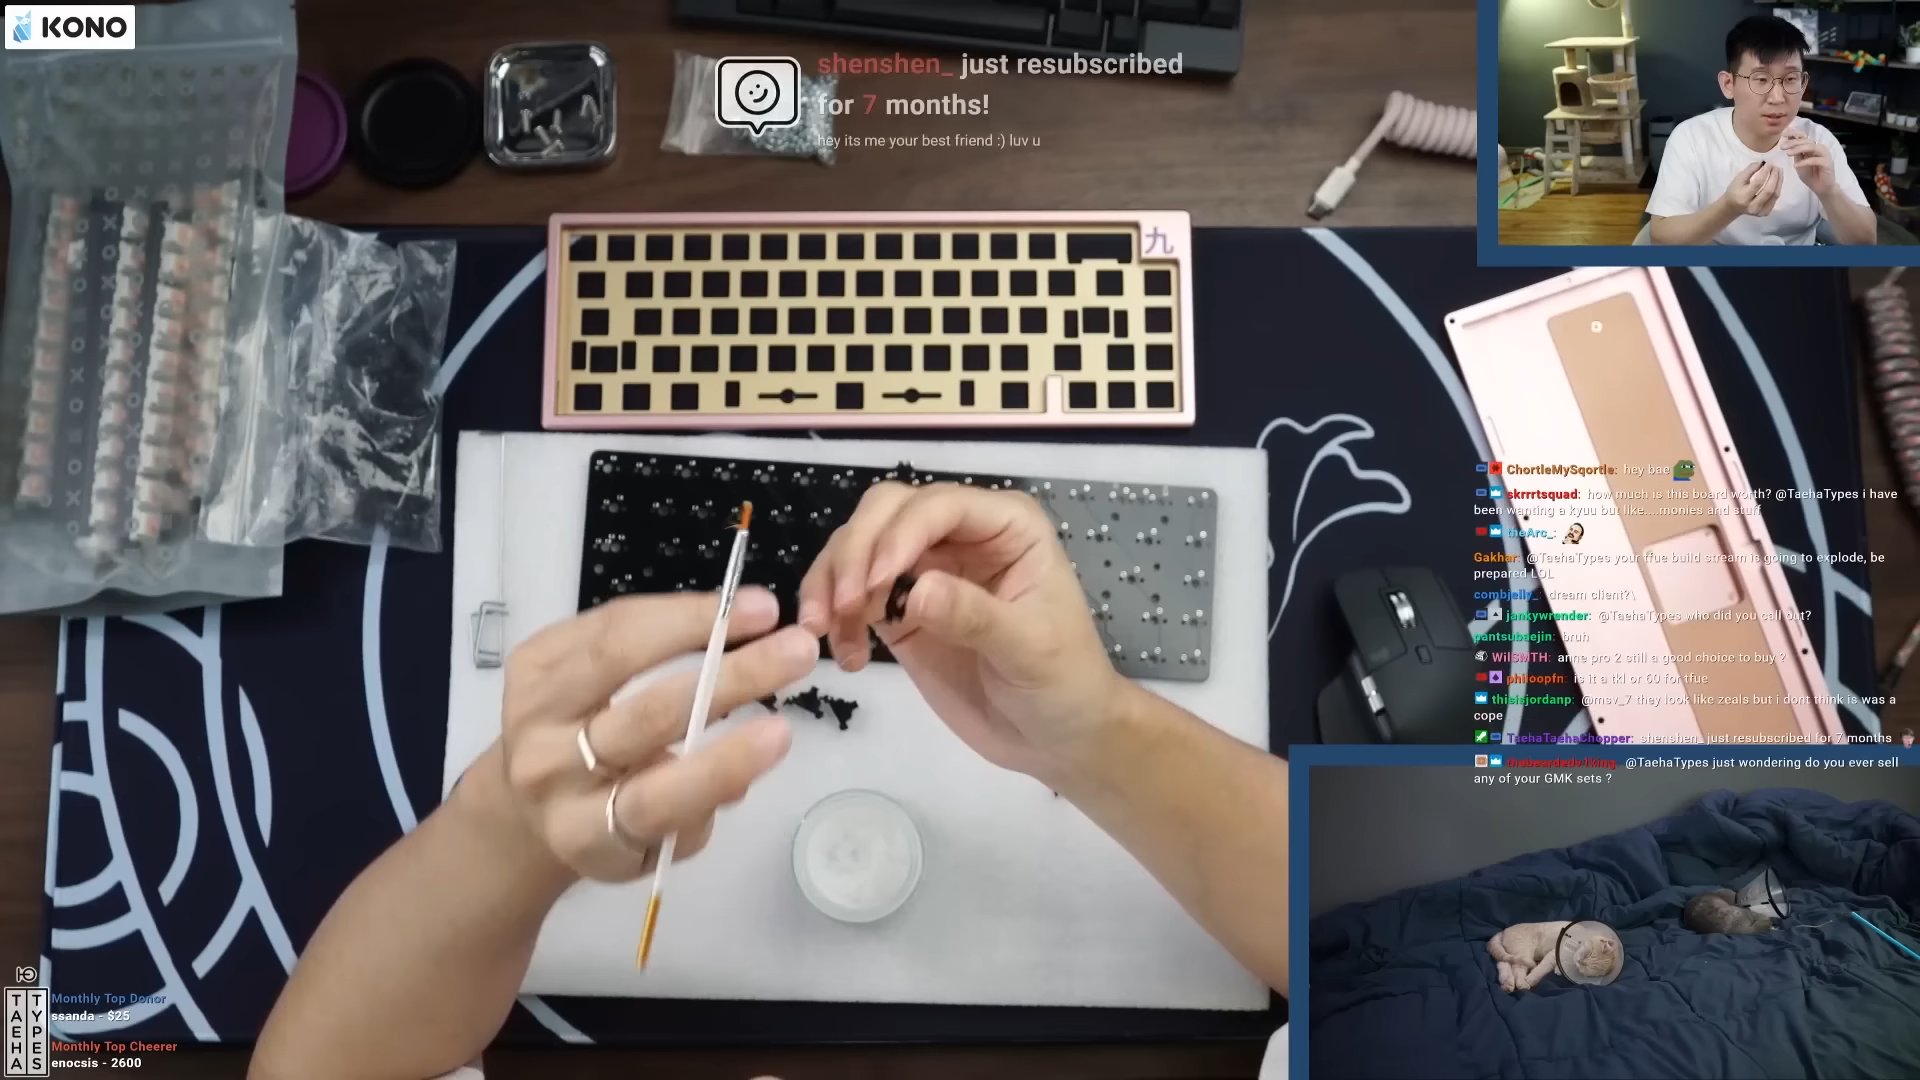 KONO
shenshen_ just resubscribed
for 7 months!
hey its me your best friend :) luv u
九
ChortleMySqortle: hey bae
skrrrtsquad: how much is this board worth? @TaehaTypes i have
been wanting a kyuu but like....monies and stuff
theArc_:
Gakhar: @TaehaTypes your tfue build stream is going to explode, be
prepared LOL
combjelly_: dream client?\
jankywrender: @TaehaTypes who did you call out?
pantsubaejin: bruh
WilSMTH: anne pro 2 still a good choice to buy ?
philoopfn: is it a tkl or 60 for tfue
thisisjordanp: @msv_7 they look like zeals but i dont think is was a
cope
TaehaTaehaChopper: shenshen_ just resubscribed for 7 months
@TaehaTypes just wondering do you ever sell
any of your GMK sets ?
TAEHA
TYPES
Monthly Top Donor
ssanda - $25
Monthly Top Cheerer
enocsis - 2600